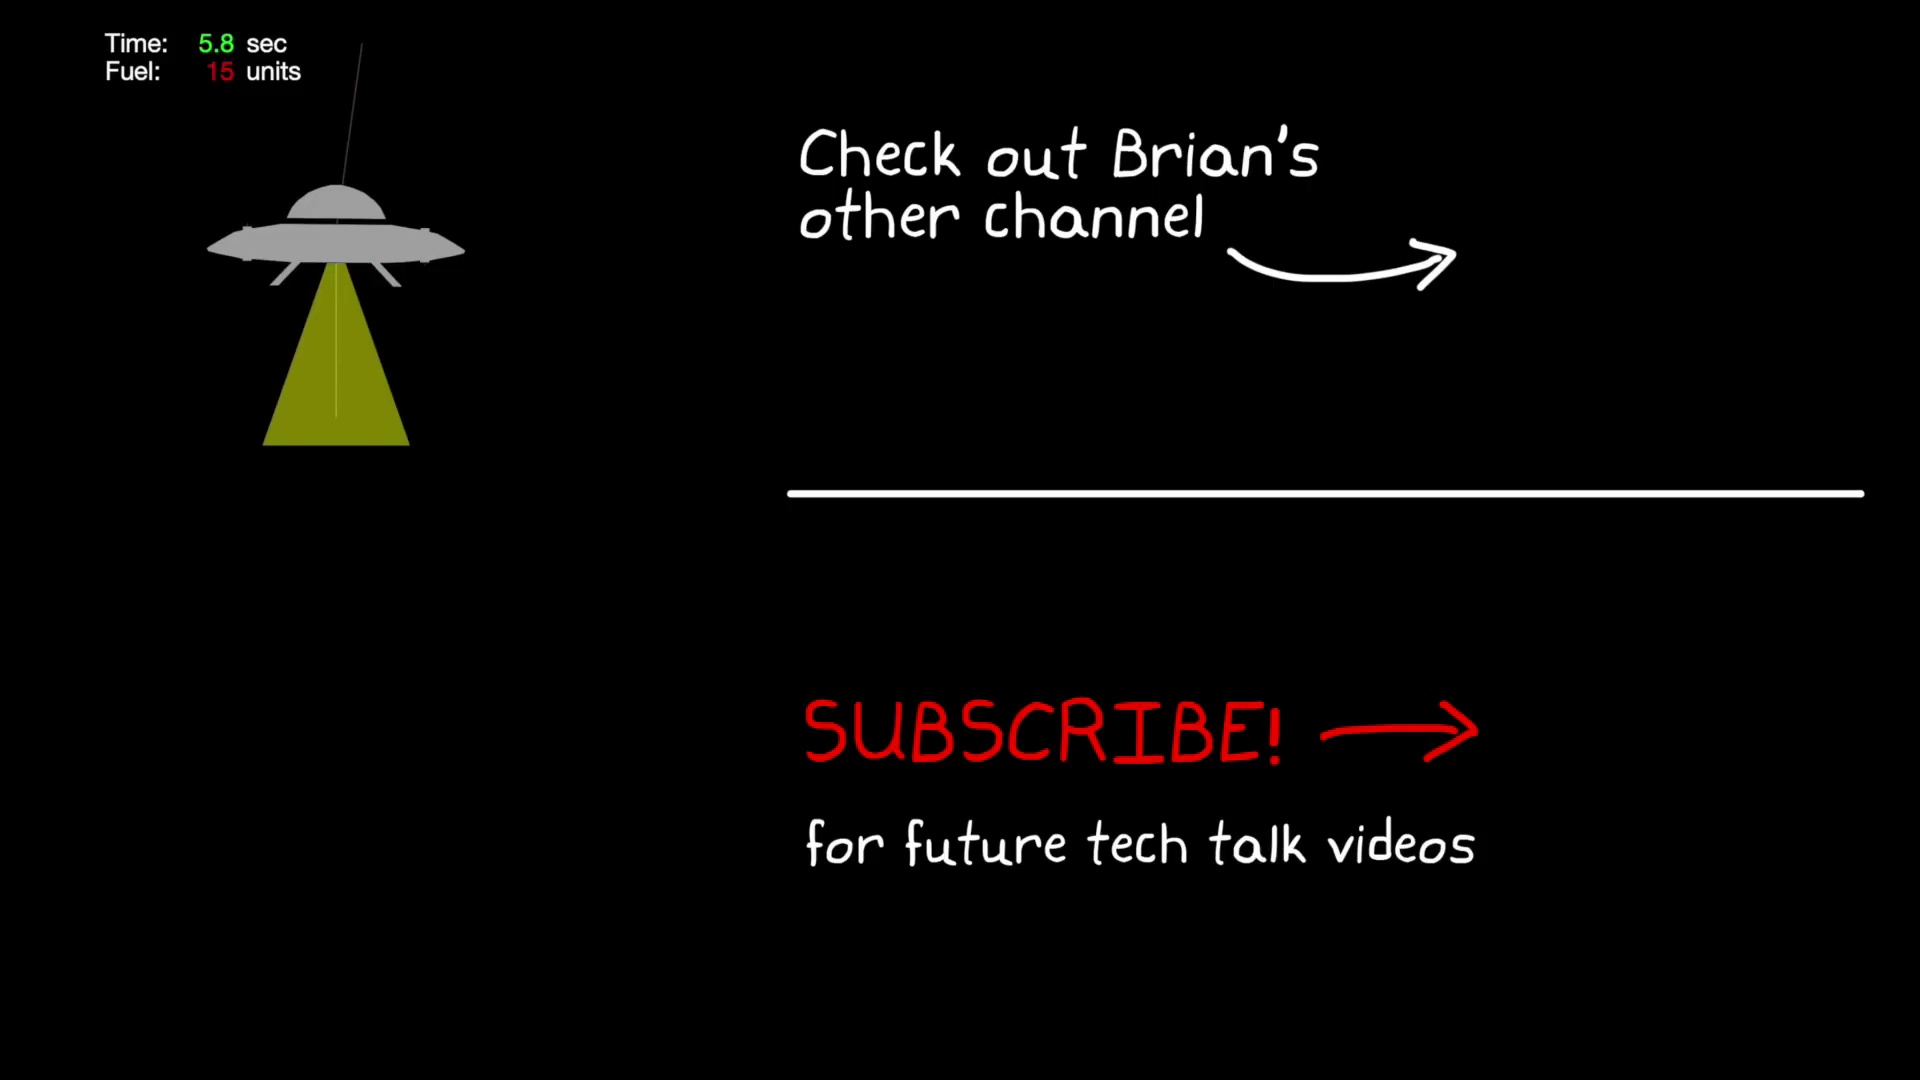 Time: 5.8 sec
Fuel: 15 units
Check out Brian's
other channel
SUBSCRIBE!
for future tech talk videos